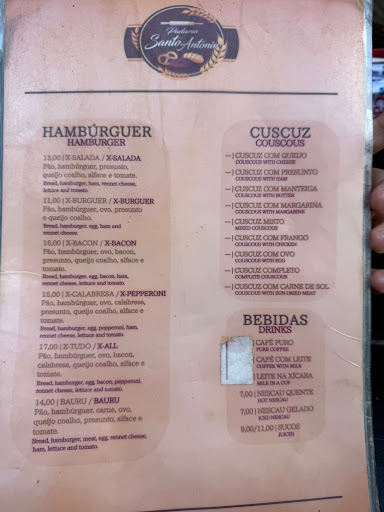 Padaria
Santo Antônio
HAMBÚRGUER
HAMBURGER
13,00 | X-SALADA / X-SALADA
Pão, hambúrguer, presunto,
queijo coalho, alface e tomate.
Bread, hamburger, ham, rennet cheese,
lettuce and tomato.
11,00 | X-BURGUER / X-BURGUER
Pão, hambúrguer, ovo, presunto
e queijo coalho.
Bread, hamburger, egg, ham and
rennet cheese.
16,00 | X-BACON / X-BACON
Pão, hambúrguer, ovo, bacon,
presunto, queijo coalho, alface e
tomate.
Bread, hamburger, egg, bacon, ham,
rennet cheese, lettuce and tomato.
15,00 | X-CALABRESA / X-PEPPERONI
Pão, hambúrguer, ovo, calabresa,
presunto, queijo coalho, alface e
tomate.
Bread, hamburger, egg, pepperoni, ham,
rennet cheese, lettuce and tomato.
17,00 | X-TUDO / X-ALL
Pão, hambúrguer, ovo, bacon,
calabresa, queijo coalho, alface e
tomate.
Bread, hamburger, egg, bacon, pepperoni,
rennet cheese, lettuce and tomato.
14,00 | BAURU / BAURU
Pão, hambúrguer, carne, ovo,
queijo coalho, presunto, alface e
tomate.
Bread, hamburger, meat, egg, rennet cheese,
ham, lettuce and tomato.
CUSCUZ
COUSCOUS
— | CUSCUZ COM QUEIJO
COUSCOUS WITH CHEESE
— | CUSCUZ COM PRESUNTO
COUSCOUS WITH HAM
— | CUSCUZ COM MANTEIGA
COUSCOUS WITH BUTTER
— | CUSCUZ COM MARGARINA
COUSCOUS WITH MARGARINE
— | CUSCUZ MISTO
MIXED COUSCOUS
— | CUSCUZ COM FRANGO
COUSCOUS WITH CHICKEN
— | CUSCUZ COM OVO
COUSCOUS WITH EGG
— | CUSCUZ COMPLETO
COMPLETE COUSCOUS
— | CUSCUZ COM CARNE DE SOL
COUSCOUS WITH SUN-DRIED MEAT
BEBIDAS
DRINKS
CAFÉ PURO
PURE COFFEE
CAFÉ COM LEITE
COFFEE WITH MILK
LEITE NA XÍCARA
MILK IN A CUP
7,00 | NESCAU QUENTE
HOT NESCAU
7,00 | NESCAU GELADO
ICED NESCAU
9,00/11,00 | SUCOS
JUICES